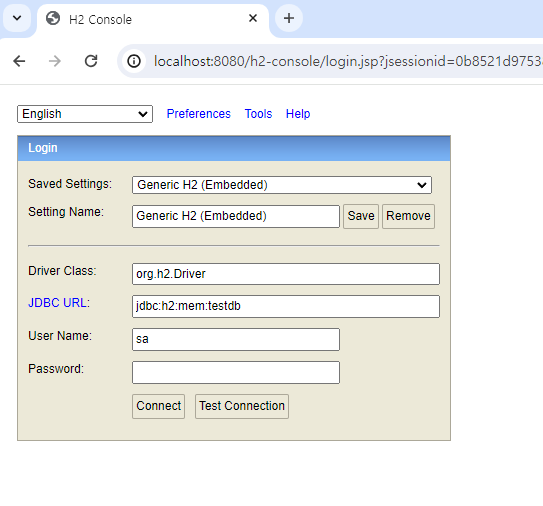 H2 Console
localhost:8080/h2-console/login.jsp?jsessionid=0b8521d9753
English Preferences Tools Help
Login
Saved Settings: Generic H2 (Embedded)
Setting Name: Generic H2 (Embedded) Save Remove
Driver Class: org.h2.Driver
JDBC URL: jdbc:h2:mem:testdb
User Name: sa
Password:
Connect Test Connection